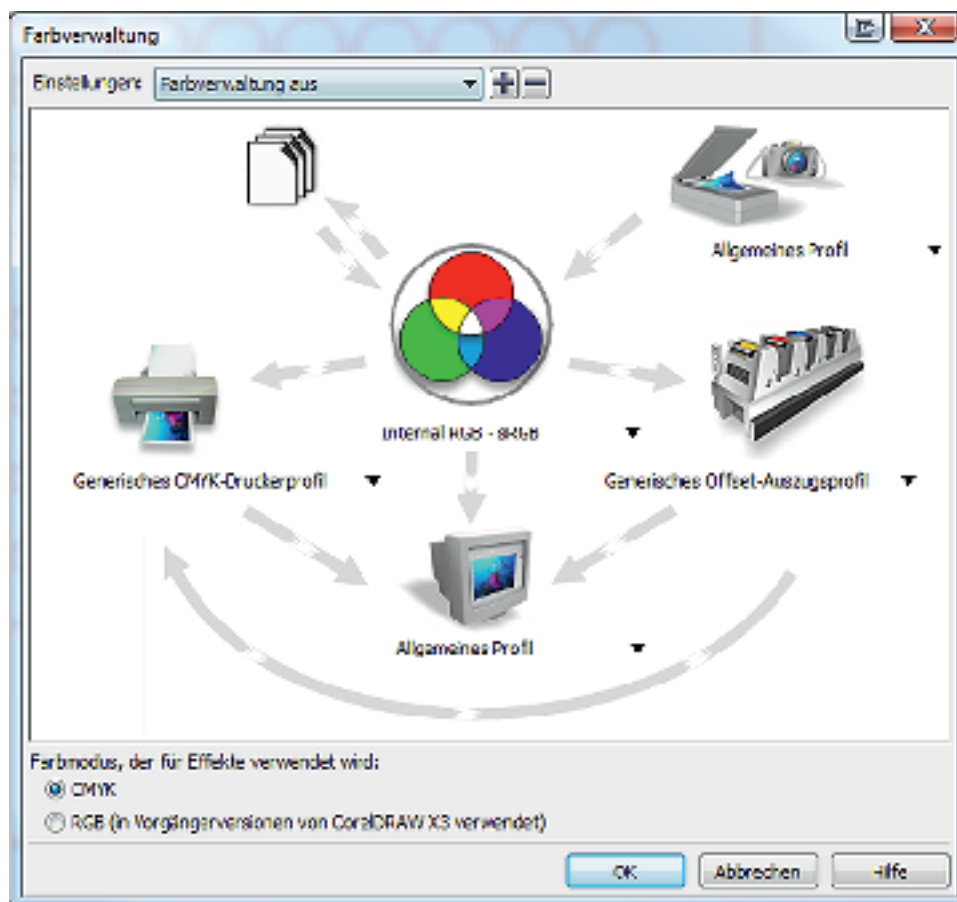 Farbverwaltung
Einstellungen: Farbverwaltung aus
Allgemeines Profil
Internal RGB - sRGB
Generisches CMYK-Druckerprofil
Generisches Offset-Auszugsprofil
Allgemeines Profil
Farbmodus, der für Effekte verwendet wird:
CMYK
RGB (in Vorgängerversionen von CorelDRAW X3 verwendet)
OK Abbrechen Hilfe